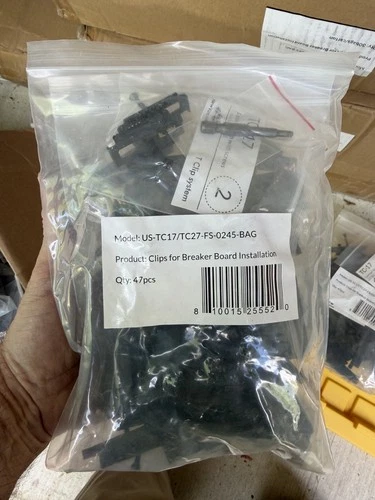 T Clip system
2
Model: US-TC17/TC27-FS-0245-BAG
Product: Clips for Breaker Board Installation
Qty: 47pcs
8 10015 25552 0